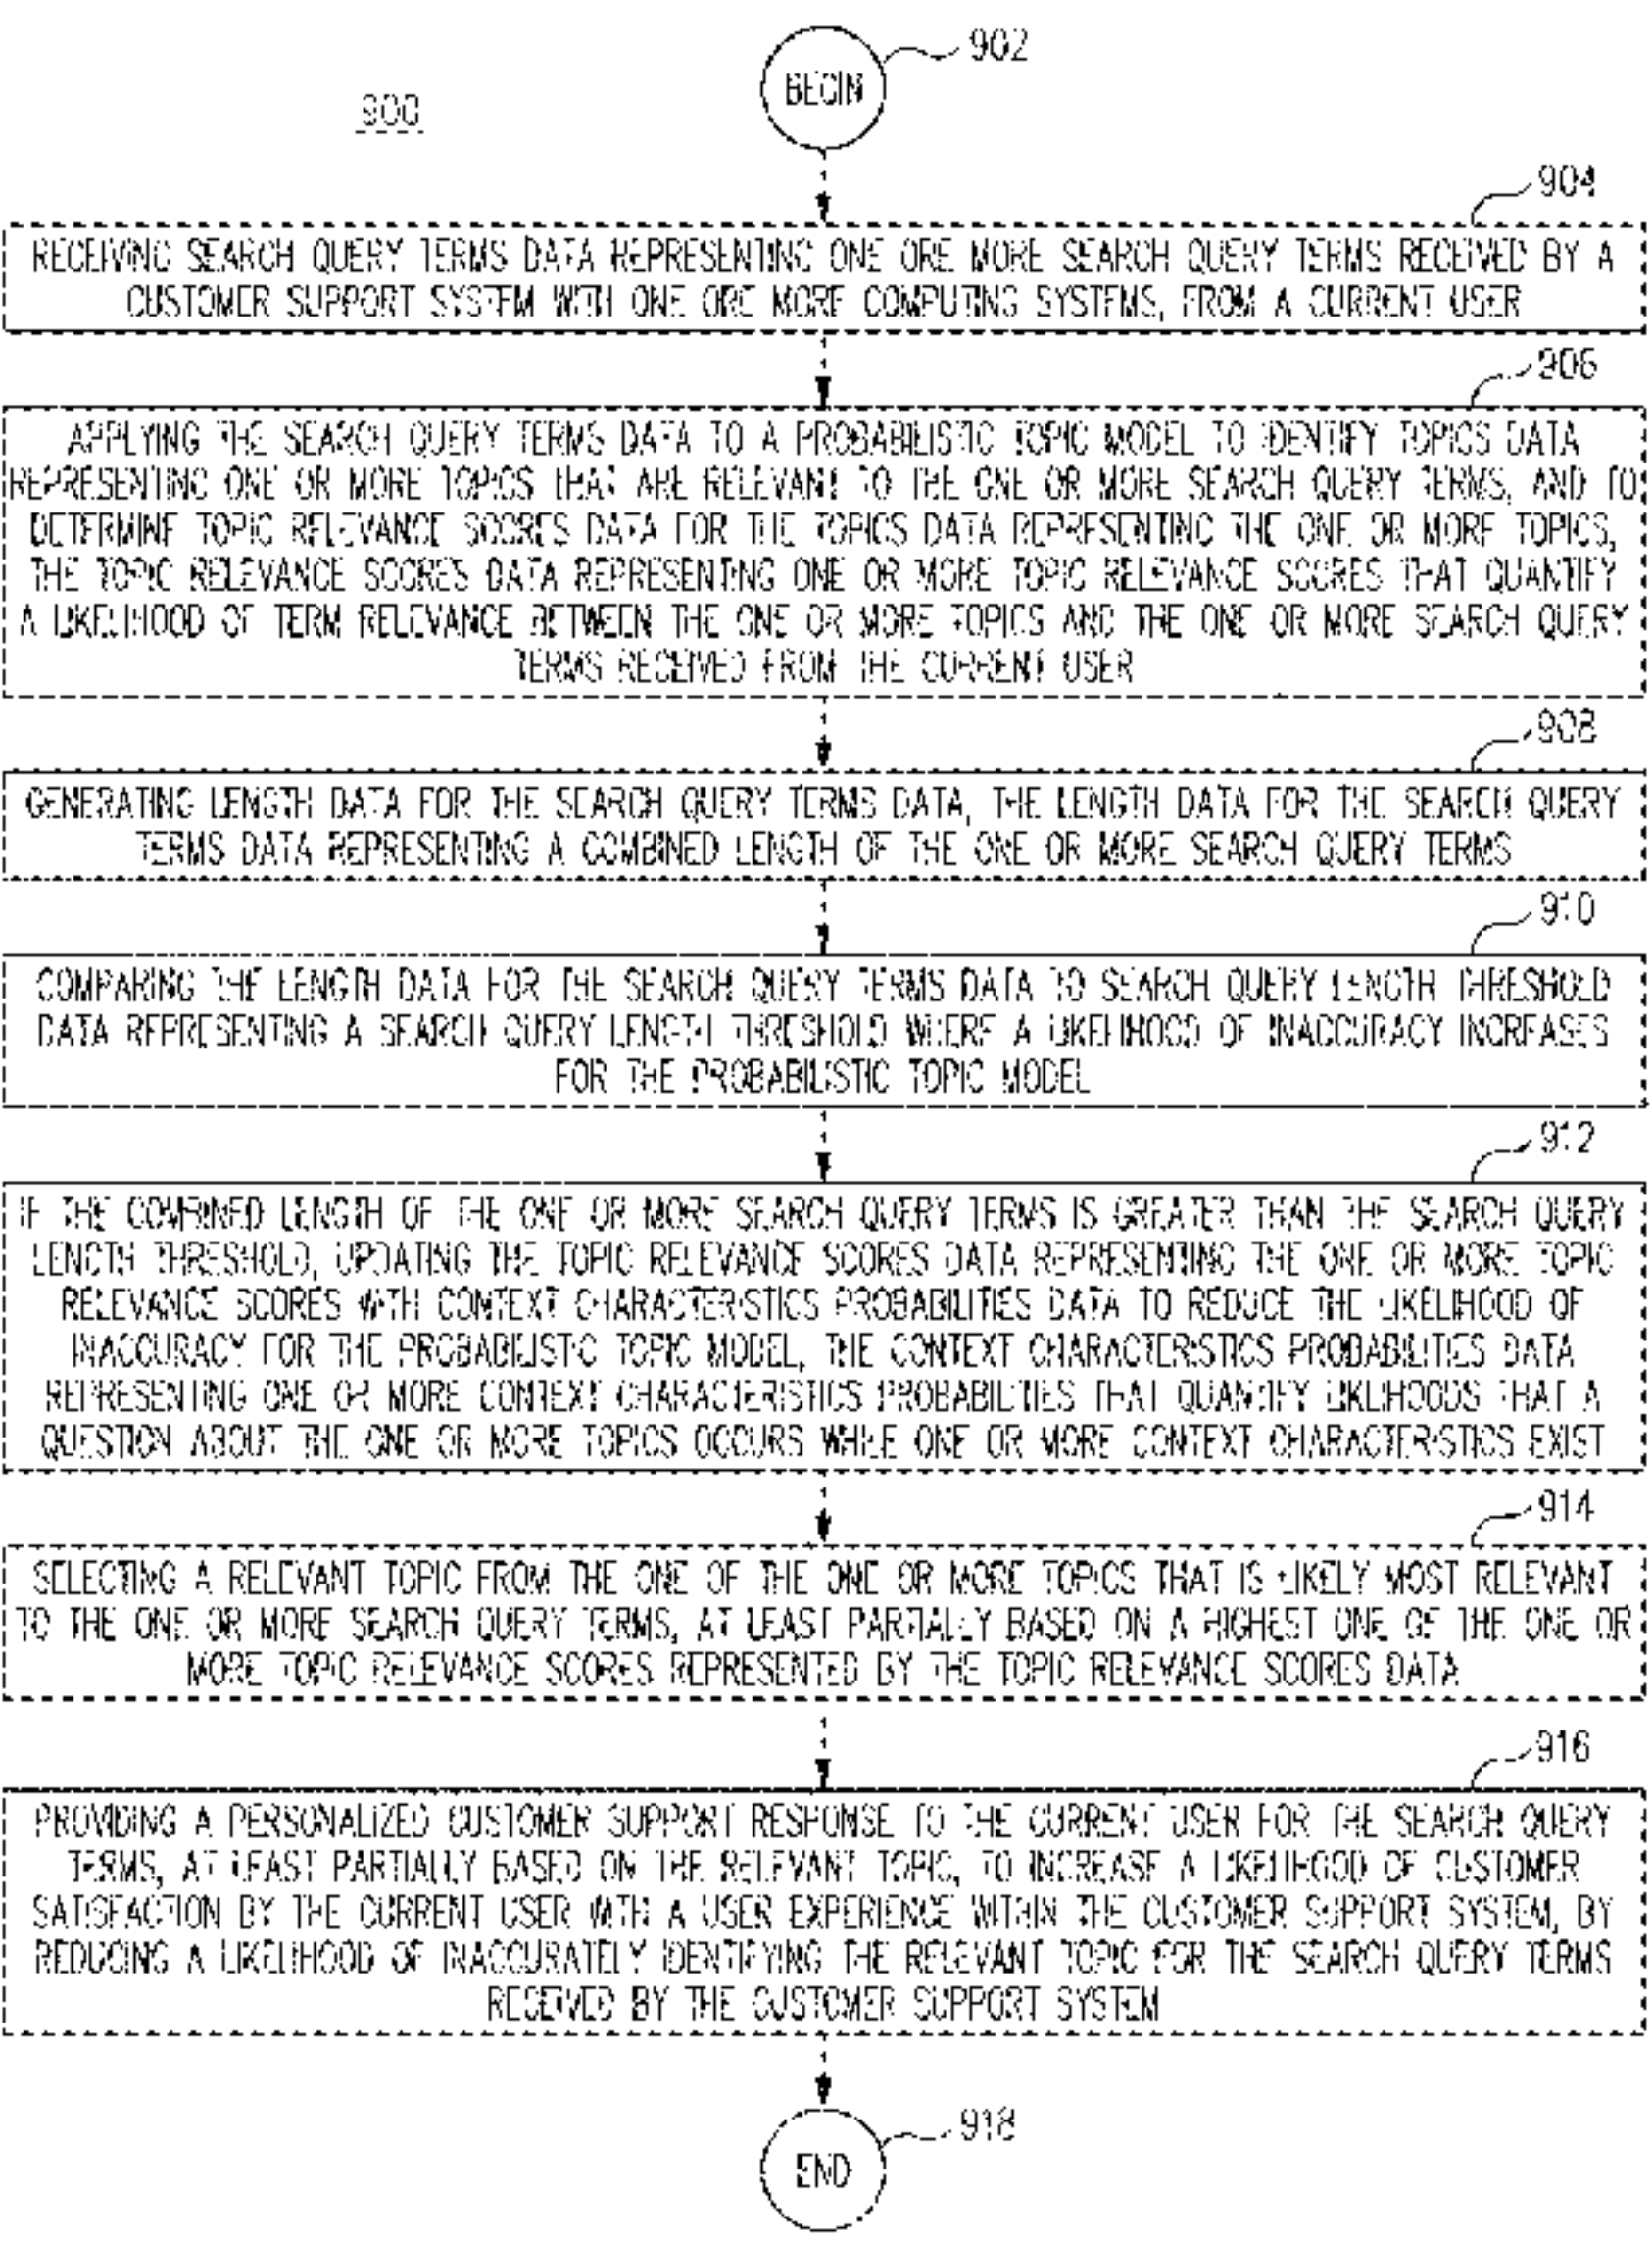 902
BEGIN
900
904
RECEIVING SEARCH QUERY TERMS DATA REPRESENTING ONE ORE MORE SEARCH QUERY TERMS RECEIVED BY A
CUSTOMER SUPPORT SYSTEM WITH ONE ORE MORE COMPUTING SYSTEMS, FROM A CURRENT USER
906
APPLYING THE SEARCH QUERY TERMS DATA TO A PROBABILISTIC TOPIC MODEL TO IDENTIFY TOPICS DATA
REPRESENTING ONE OR MORE TOPICS THAT ARE RELEVANT TO THE ONE OR MORE SEARCH QUERY TERMS, AND TO
DETERMINE TOPIC RELEVANCE SCORES DATA FOR THE TOPICS DATA REPRESENTING THE ONE OR MORE TOPICS,
THE TOPIC RELEVANCE SCORES DATA REPRESENTING ONE OR MORE TOPIC RELEVANCE SCORES THAT QUANTIFY
A LIKELIHOOD OF TERM RELEVANCE BETWEEN THE ONE OR MORE TOPICS AND THE ONE OR MORE SEARCH QUERY
TERMS RECEIVED FROM THE CURRENT USER
908
GENERATING LENGTH DATA FOR THE SEARCH QUERY TERMS DATA, THE LENGTH DATA FOR THE SEARCH QUERY
TERMS DATA REPRESENTING A COMBINED LENGTH OF THE ONE OR MORE SEARCH QUERY TERMS
910
COMPARING THE LENGTH DATA FOR THE SEARCH QUERY TERMS DATA TO SEARCH QUERY LENGTH THRESHOLD
DATA REPRESENTING A SEARCH QUERY LENGTH THRESHOLD WHERE A LIKELIHOOD OF INACCURACY INCREASES
FOR THE PROBABILISTIC TOPIC MODEL
912
IF THE COMBINED LENGTH OF THE ONE OR MORE SEARCH QUERY TERMS IS GREATER THAN THE SEARCH QUERY
LENGTH THRESHOLD, UPDATING THE TOPIC RELEVANCE SCORES DATA REPRESENTING THE ONE OR MORE TOPIC
RELEVANCE SCORES WITH CONTEXT CHARACTERISTICS PROBABILITIES DATA TO REDUCE THE LIKELIHOOD OF
INACCURACY FOR THE PROBABILISTIC TOPIC MODEL, THE CONTEXT CHARACTERISTICS PROBABILITIES DATA
REPRESENTING ONE OR MORE CONTEXT CHARACTERISTICS PROBABILITIES THAT QUANTIFY LIKLIHOODS THAT A
QUESTION ABOUT THE ONE OR MORE TOPICS OCCURS WHILE ONE OR MORE CONTEXT CHARACTERISTICS EXIST
914
SELECTING A RELEVANT TOPIC FROM THE ONE OF THE ONE OR MORE TOPICS THAT IS LIKELY MOST RELEVANT
TO THE ONE OR MORE SEARCH QUERY TERMS, AT LEAST PARTIALLY BASED ON A HIGHEST ONE OF THE ONE OR
MORE TOPIC RELEVANCE SCORES REPRESENTED BY THE TOPIC RELEVANCE SCORES DATA
916
PROVIDING A PERSONALIZED CUSTOMER SUPPORT RESPONSE TO THE CURRENT USER FOR THE SEARCH QUERY
TERMS, AT LEAST PARTIALLY BASED ON THE RELEVANT TOPIC, TO INCREASE A LIKELIHOOD OF CUSTOMER
SATISFACTION BY THE CURRENT USER WITH A USER EXPERIENCE WITHIN THE CUSTOMER SUPPORT SYSTEM, BY
REDUCING A LIKELIHOOD OF INACCURATELY IDENTIFYING THE RELEVANT TOPIC FOR THE SEARCH QUERY TERMS
RECEIVED BY THE CUSTOMER SUPPORT SYSTEM
918
END